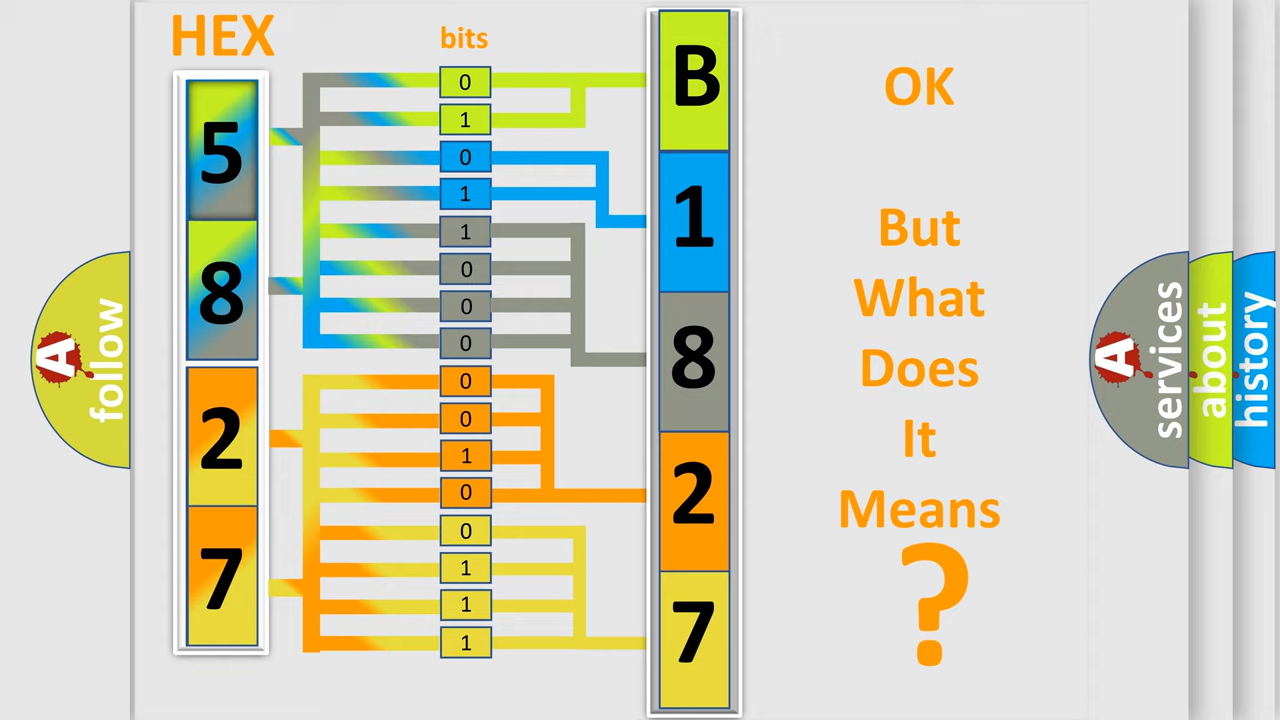 HEX
bits
5
8
2
7
0
1
0
1
1
0
0
0
0
0
1
0
0
1
1
1
B
1
8
2
7
OK
But
What
Does
It
Means
?
A
follow
A
services
about
history